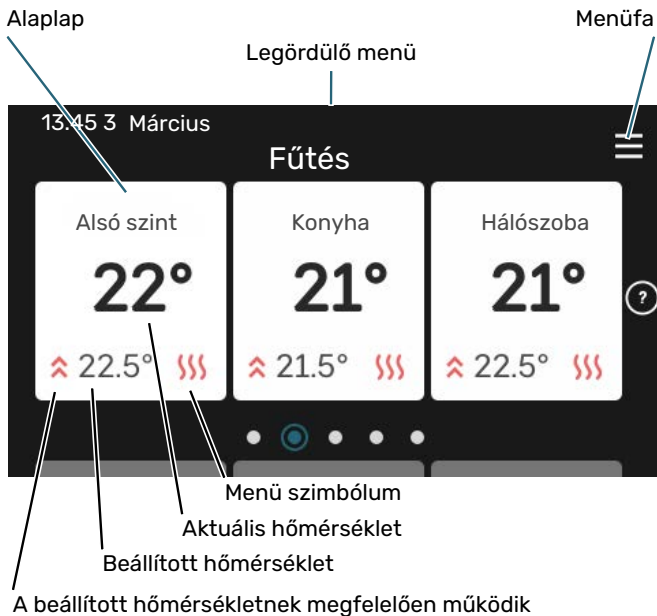 Alaplap Menüfa
Legördülő menü
13.45 3 Március
Fűtés
Alsó szint Konyha Hálószoba
22° 21° 21°
?
22.5° 21.5° 22.5°
Menü szimbólum
Aktuális hőmérséklet
Beállított hőmérséklet
A beállított hőmérsékletnek megfelelően működik